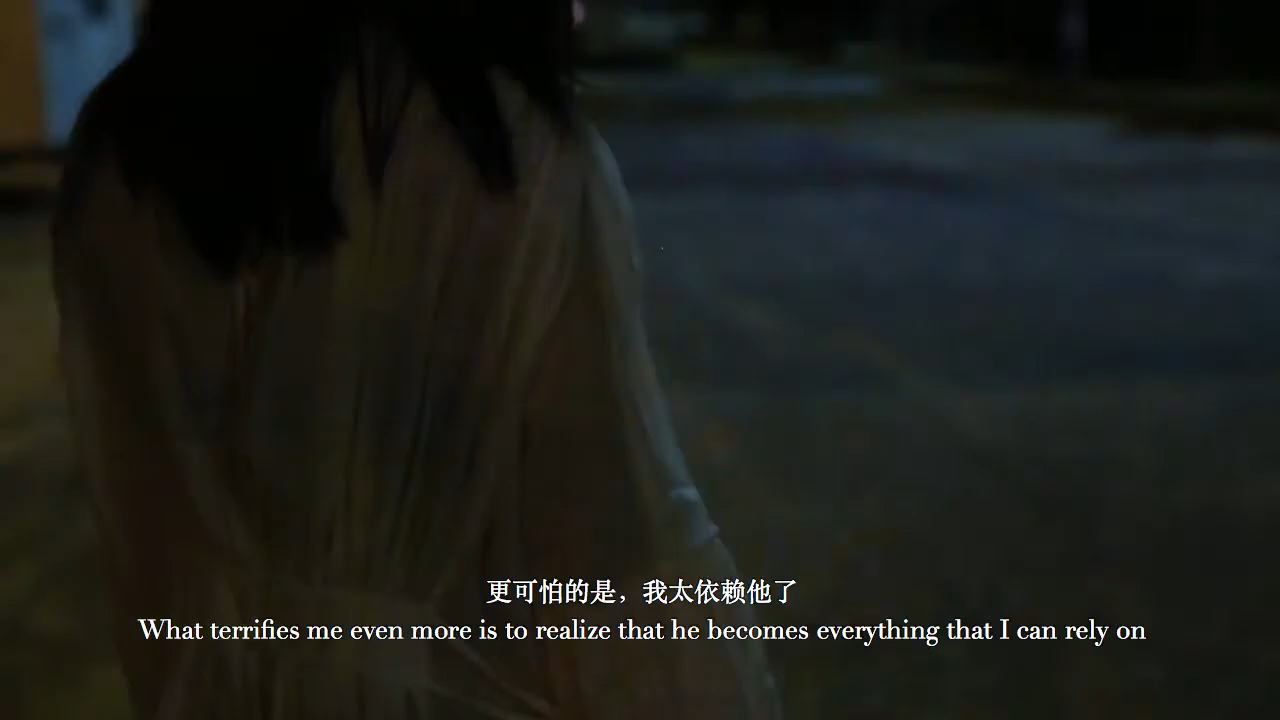 更可怕的是，我太依赖他了
What terrifies me even more is to realize that he becomes everything that I can rely on